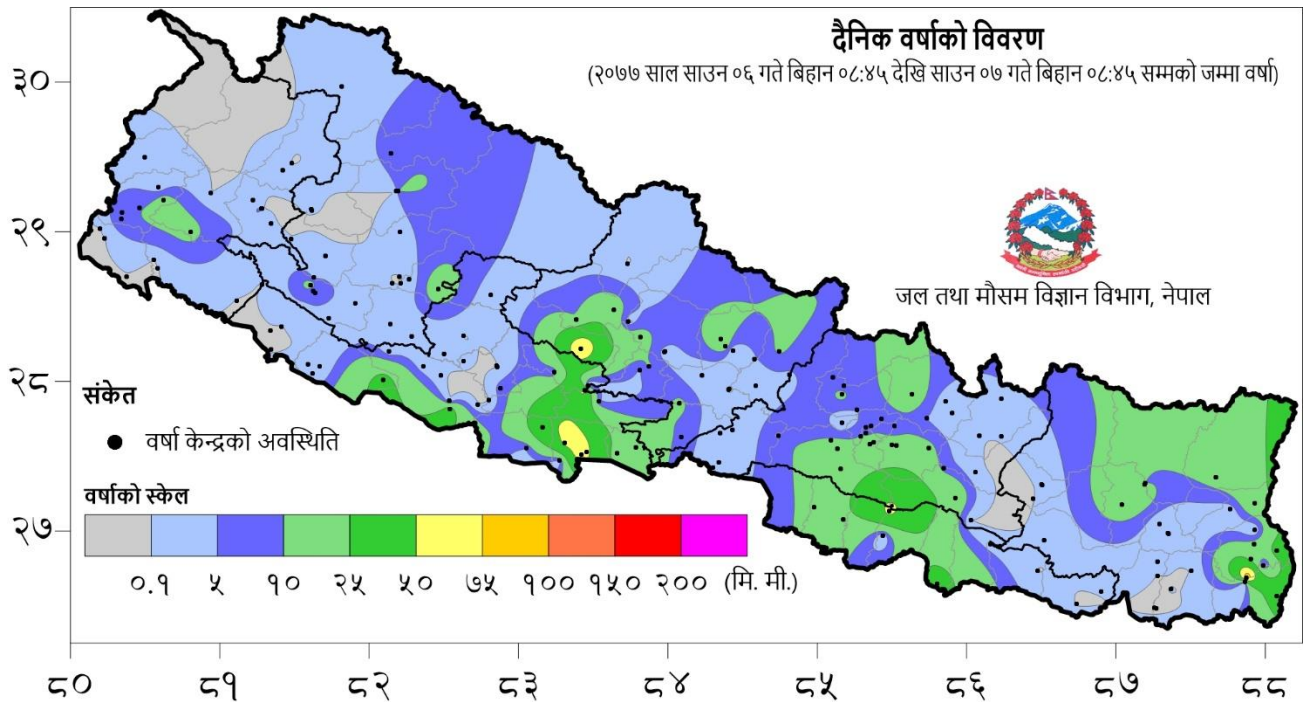 दैनिक वर्षाको विवरण
(२०७७ साल साउन ०६ गते बिहान ०८:४५ देखि साउन ०७ गते बिहान ०८:४५ सम्मको जम्मा वर्षा)
जल तथा मौसम विज्ञान विभाग, नेपाल
३०
२९
२८
२७
संकेत
वर्षा केन्द्रको अवस्थिति
वर्षाको स्केल
०.१ ५ १० २५ ५० ७५ १०० १५० २०० (मि. मी.)
८० ८१ ८२ ८३ ८४ ८५ ८६ ८७ ८८